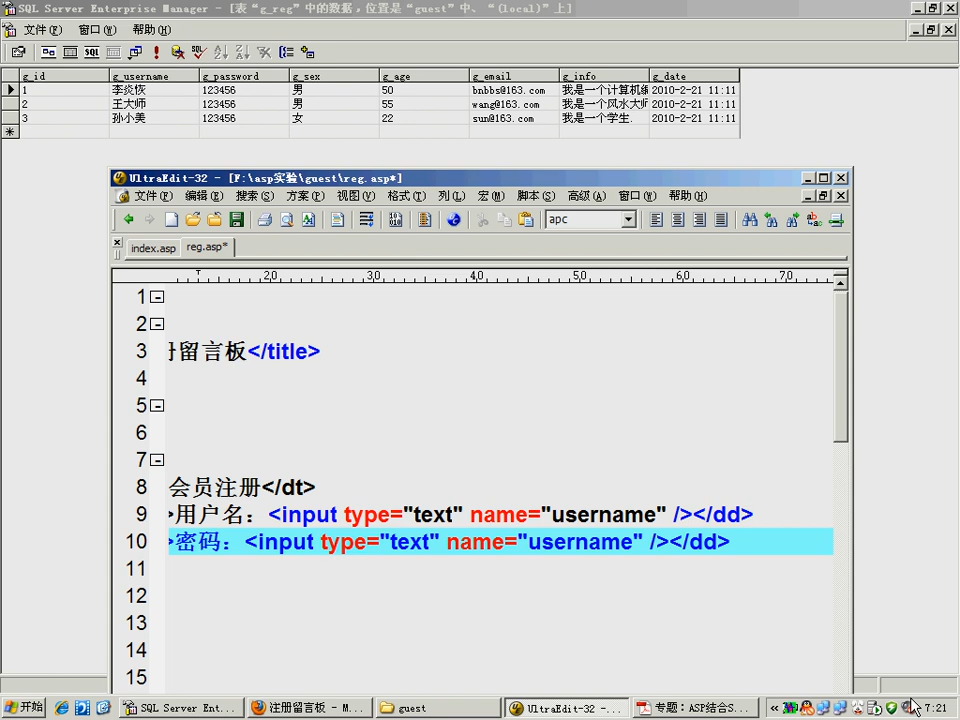 SQL Server Enterprise Manager - [表“g_reg”中的数据，位置是“guest”中、“(local)”上]
文件(F) 窗口(W) 帮助(H)
SQL
g_id g_username g_password g_sex g_age g_email g_info g_date
1 李炎恢 123456 男 50 bnbbs@163.com 我是一个计算机 2010-2-21 11:11
2 王大师 123456 男 55 wang@163.com 我是一个风水大师 2010-2-21 11:11
3 孙小美 123456 女 22 sun@163.com 我是一个学生. 2010-2-21 11:11
UltraEdit-32 - [F:\asp实验\guest\reg.asp*]
文件(F) 编辑(E) 搜索(S) 方案(P) 视图(V) 格式(T) 列(L) 宏(M) 脚本(S) 高级(A) 窗口(W) 帮助(H)
apc
index.asp reg.asp*
20 30 40 50 60 70
1
2
3 留言板</title>
4
5
6
7
8 会员注册</dt>
9 >用户名：<input type="text" name="username" /></dd>
10 >密码：<input type="text" name="username" /></dd>
11
12
13
14
15
开始 SQL Server Ent... 注册留言板 - M... guest UltraEdit-32 -... 专题：ASP结合S... « 7:21